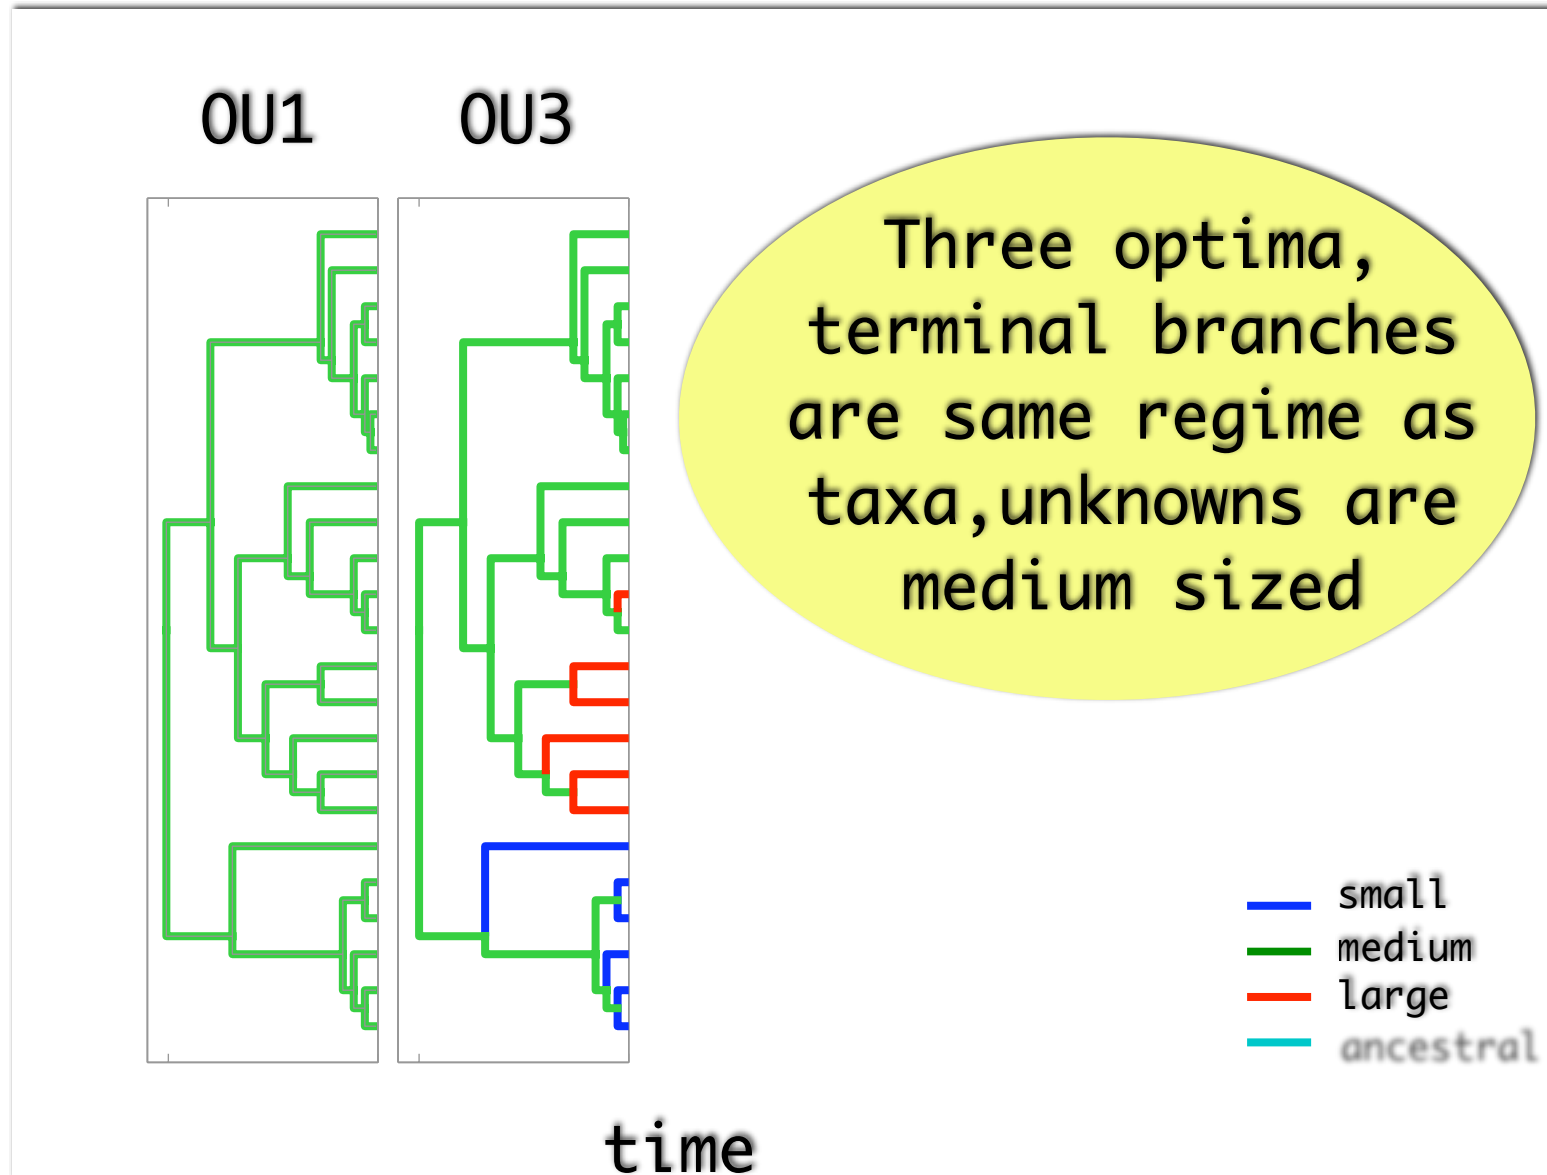 OU1 OU3
Three optima,
terminal branches
are same regime as
taxa,unknowns are
medium sized
small
medium
large
ancestral
time